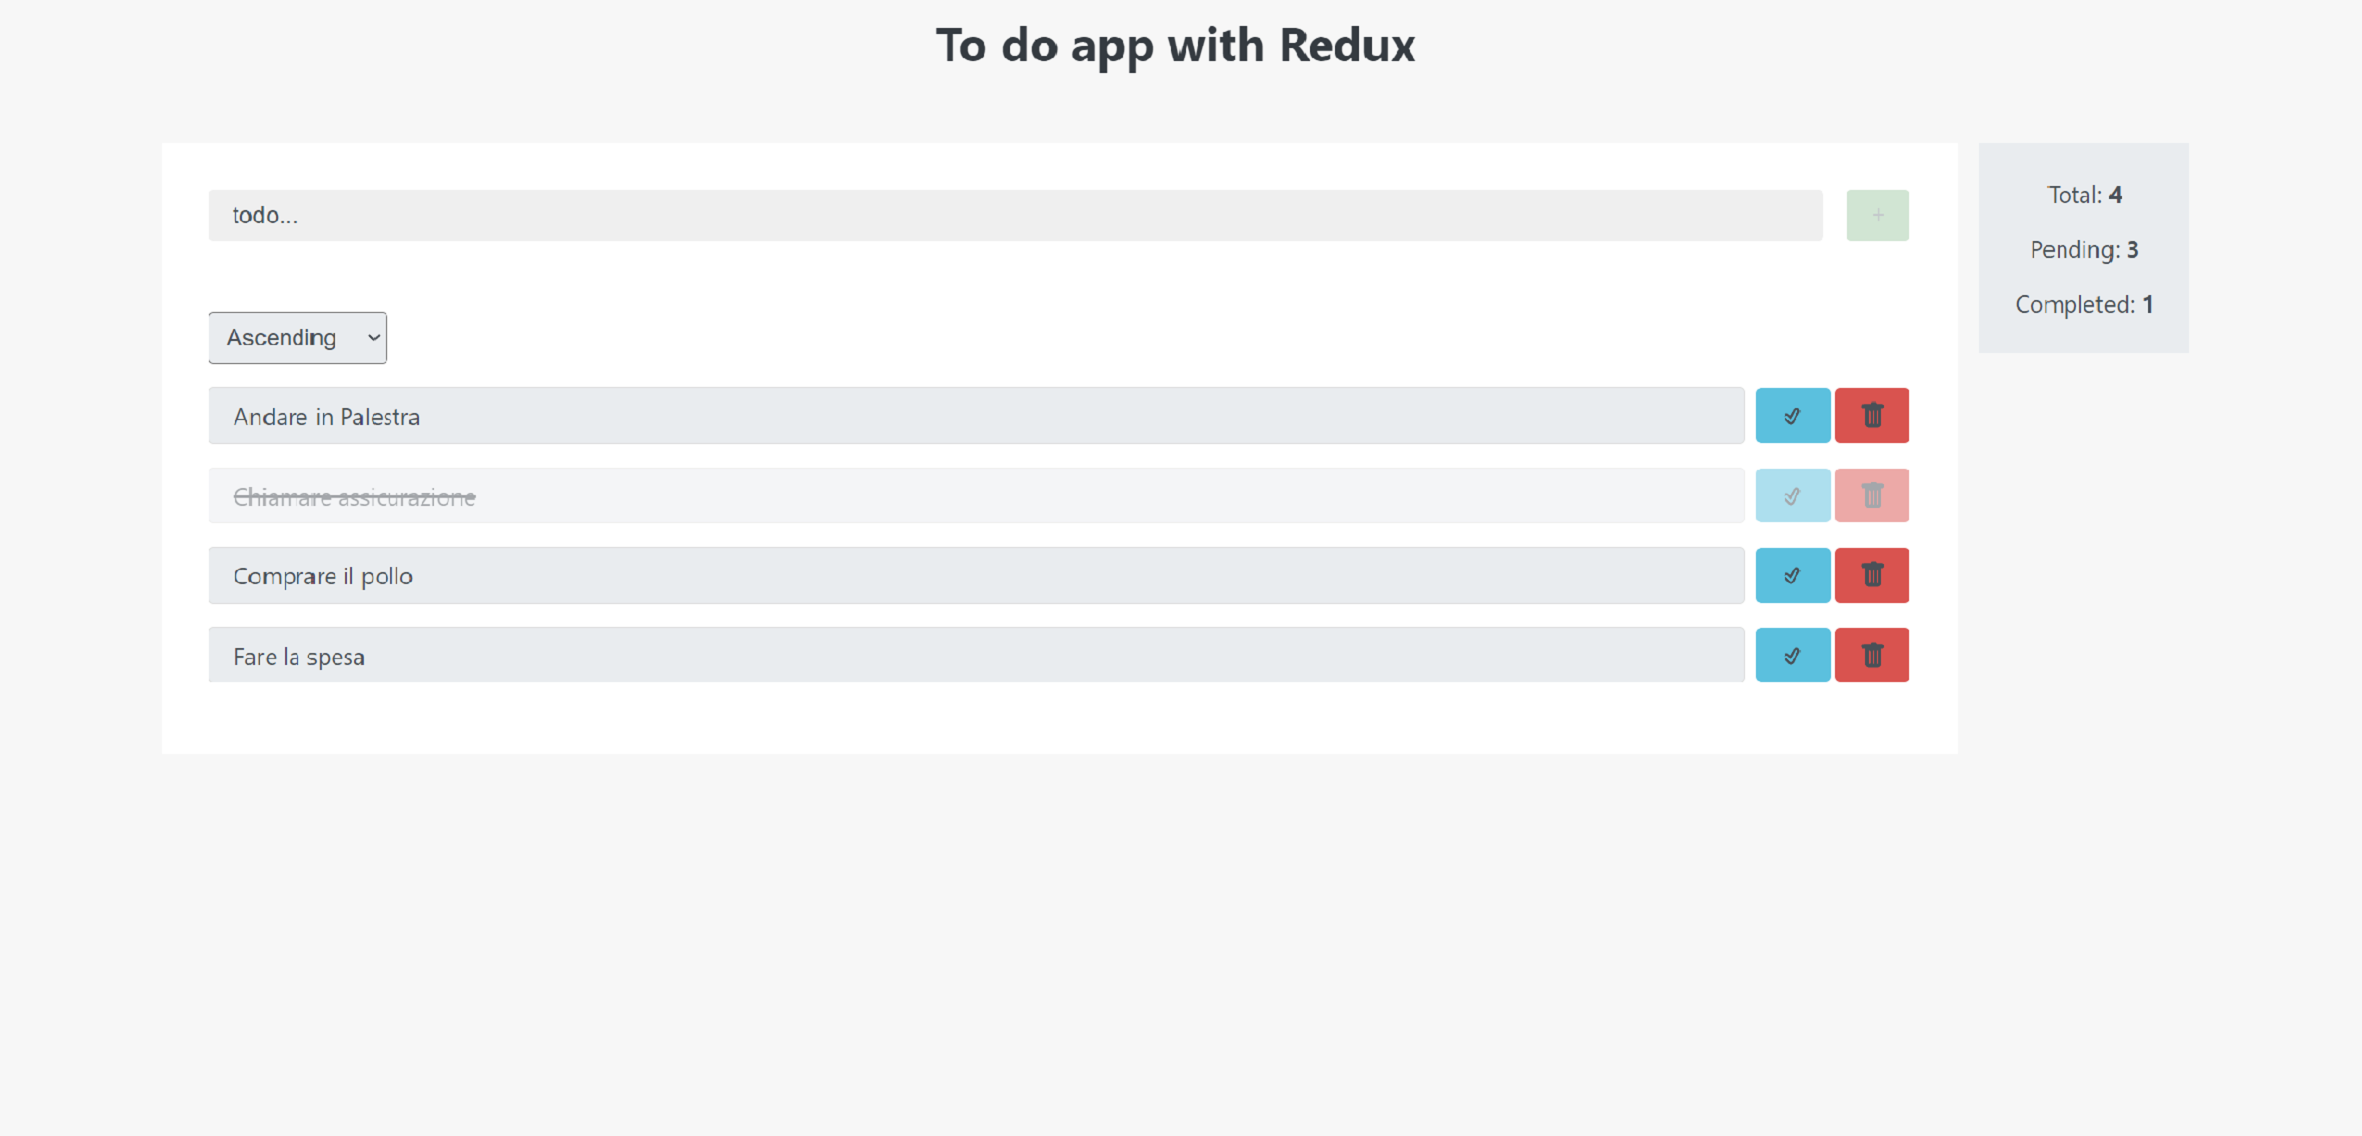 To do app with Redux
todo...
+
Total: 4
Pending: 3
Completed: 1
Ascending
Andare in Palestra
Chiamare assicurazione
Comprare il pollo
Fare la spesa